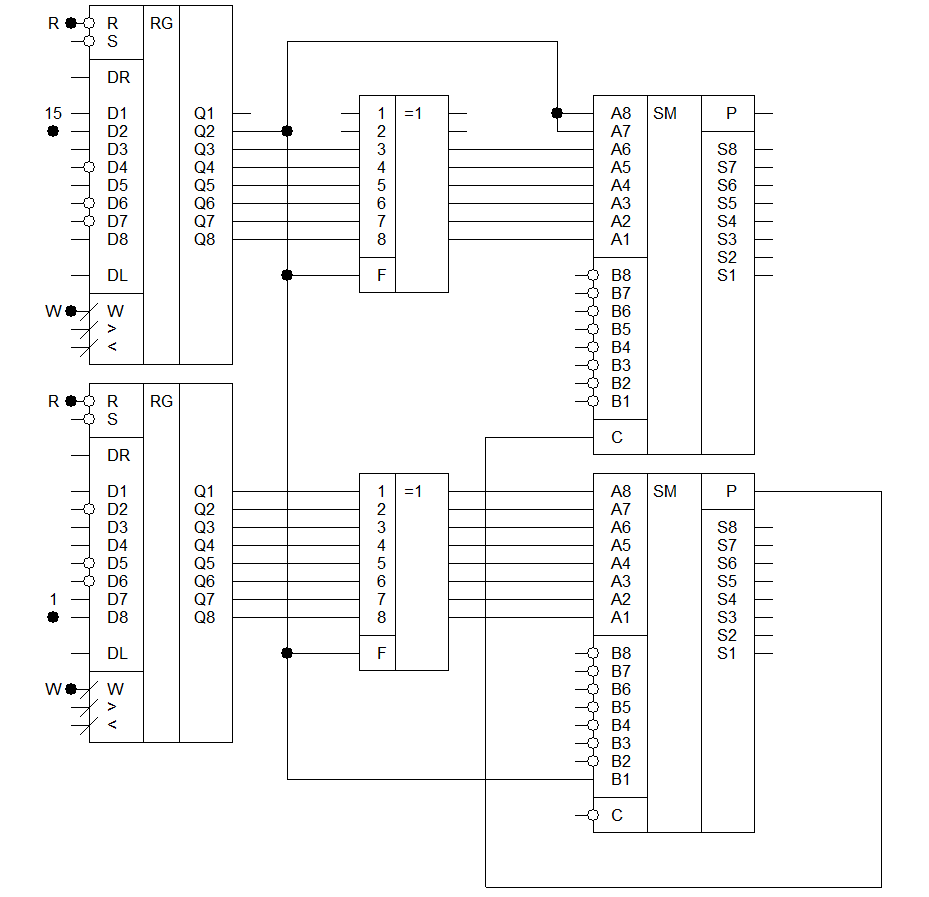 R R RG
S
DR
15 D1 Q1 1 =1 A8 SM P
D2 Q2 2 A7
D3 Q3 3 A6 S8
D4 Q4 4 A5 S7
D5 Q5 5 A4 S6
D6 Q6 6 A3 S5
D7 Q7 7 A2 S4
D8 Q8 8 A1 S3
S2
DL F B8 S1
B7
W W B6
> B5
< B4
B3
B2
R R RG B1
S
C
DR
D1 Q1 1 =1 A8 SM P
D2 Q2 2 A7
D3 Q3 3 A6 S8
D4 Q4 4 A5 S7
D5 Q5 5 A4 S6
D6 Q6 6 A3 S5
1 D7 Q7 7 A2 S4
D8 Q8 8 A1 S3
S2
DL F B8 S1
B7
W W B6
> B5
< B4
B3
B2
B1
C